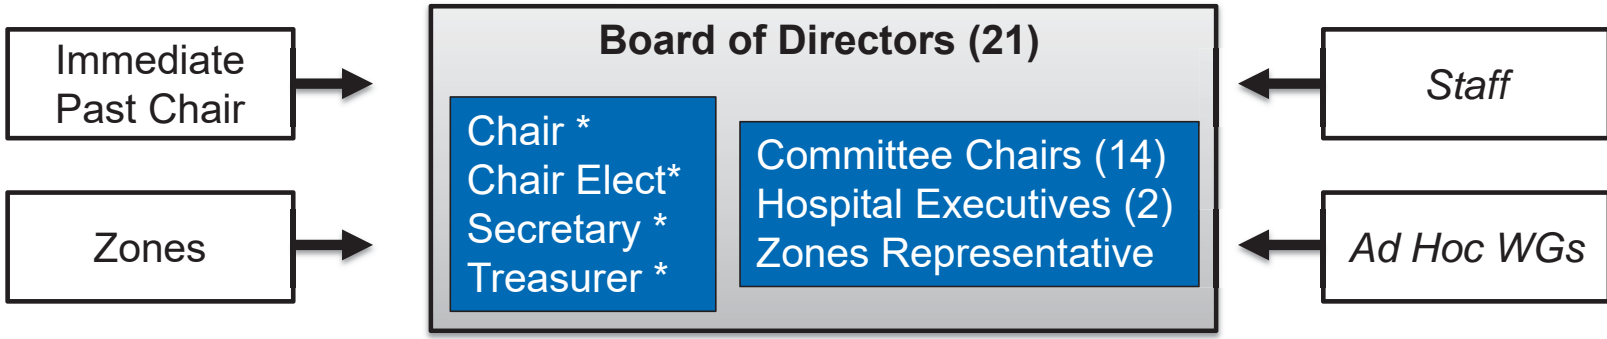 Immediate
Past Chair
Zones
Board of Directors (21)
Chair *
Chair Elect*
Secretary *
Treasurer *
Committee Chairs (14)
Hospital Executives (2)
Zones Representative
Staff
Ad Hoc WGs